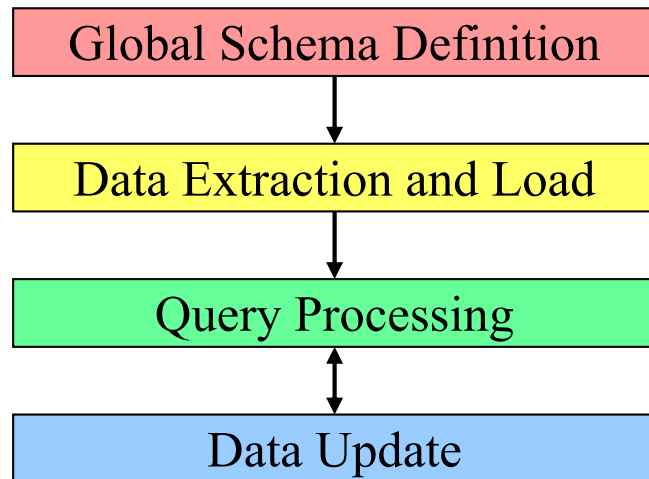 Global Schema Definition
Data Extraction and Load
Query Processing
Data Update